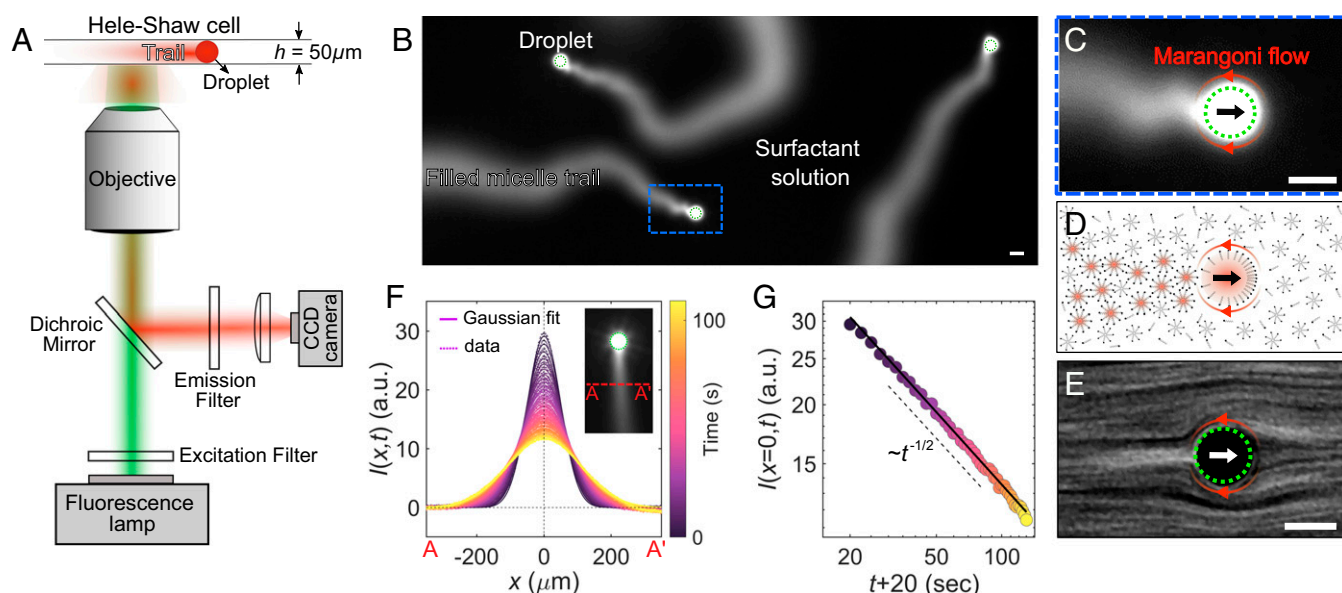 A
Hele-Shaw cell
Trail
h = 50μm
Droplet
Objective
Dichroic
Mirror
Emission
Filter
CCD
camera
Excitation Filter
Fluorescence
lamp
B
Droplet
Filled micelle trail
Surfactant
solution
C
Marangoni flow
D
E
F
Gaussian fit
data
A
A'
I(x,t) (a.u.)
30
20
10
0
-200
0
200
A
A'
x (μm)
100
0
Time (s)
G
I(x=0,t) (a.u.)
30
25
20
15
~t-1/2
20
50
100
t+20 (sec)